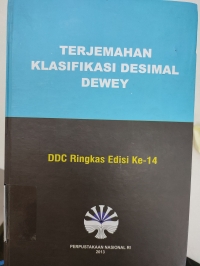 TERJEMAHAN
KLASIFIKASI DESIMAL
DEWEY
DDC Ringkas Edisi Ke-14
PERPUSTAKAAN NASIONAL RI
2013